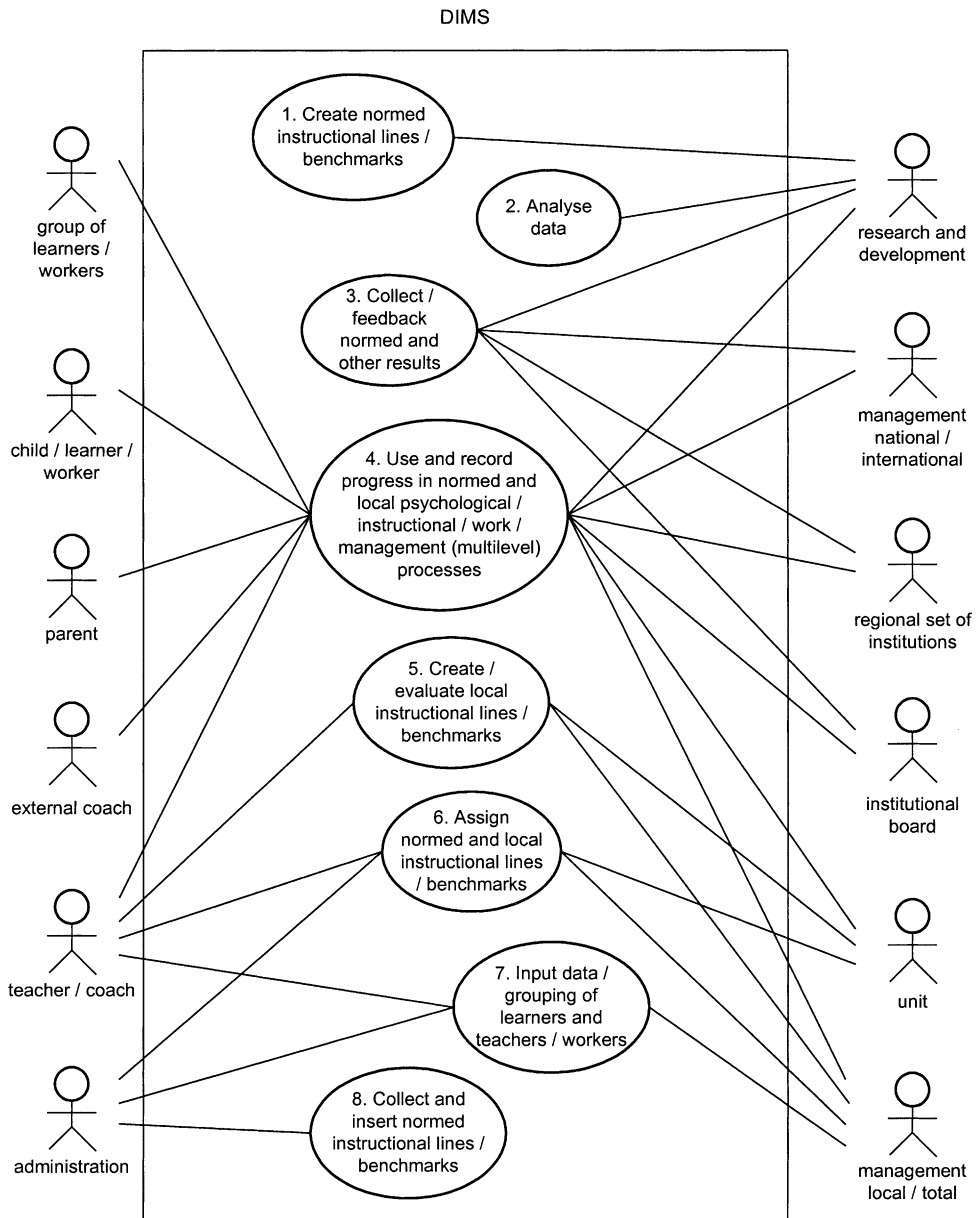 DIMS
1. Create normed
instructional lines /
benchmarks
2. Analyse
data
3. Collect /
feedback
normed and
other results
4. Use and record
progress in normed and
local psychological /
instructional / work /
management (multilevel)
processes
5. Create /
evaluate local
instructional lines /
benchmarks
6. Assign
normed and local
instructional lines
/ benchmarks
7. Input data /
grouping of
learners and
teachers / workers
8. Collect and
insert normed
instructional lines /
benchmarks
group of
learners /
workers
child / learner /
worker
parent
external coach
teacher / coach
administration
research and
development
management
national /
international
regional set of
institutions
institutional
board
unit
management
local / total